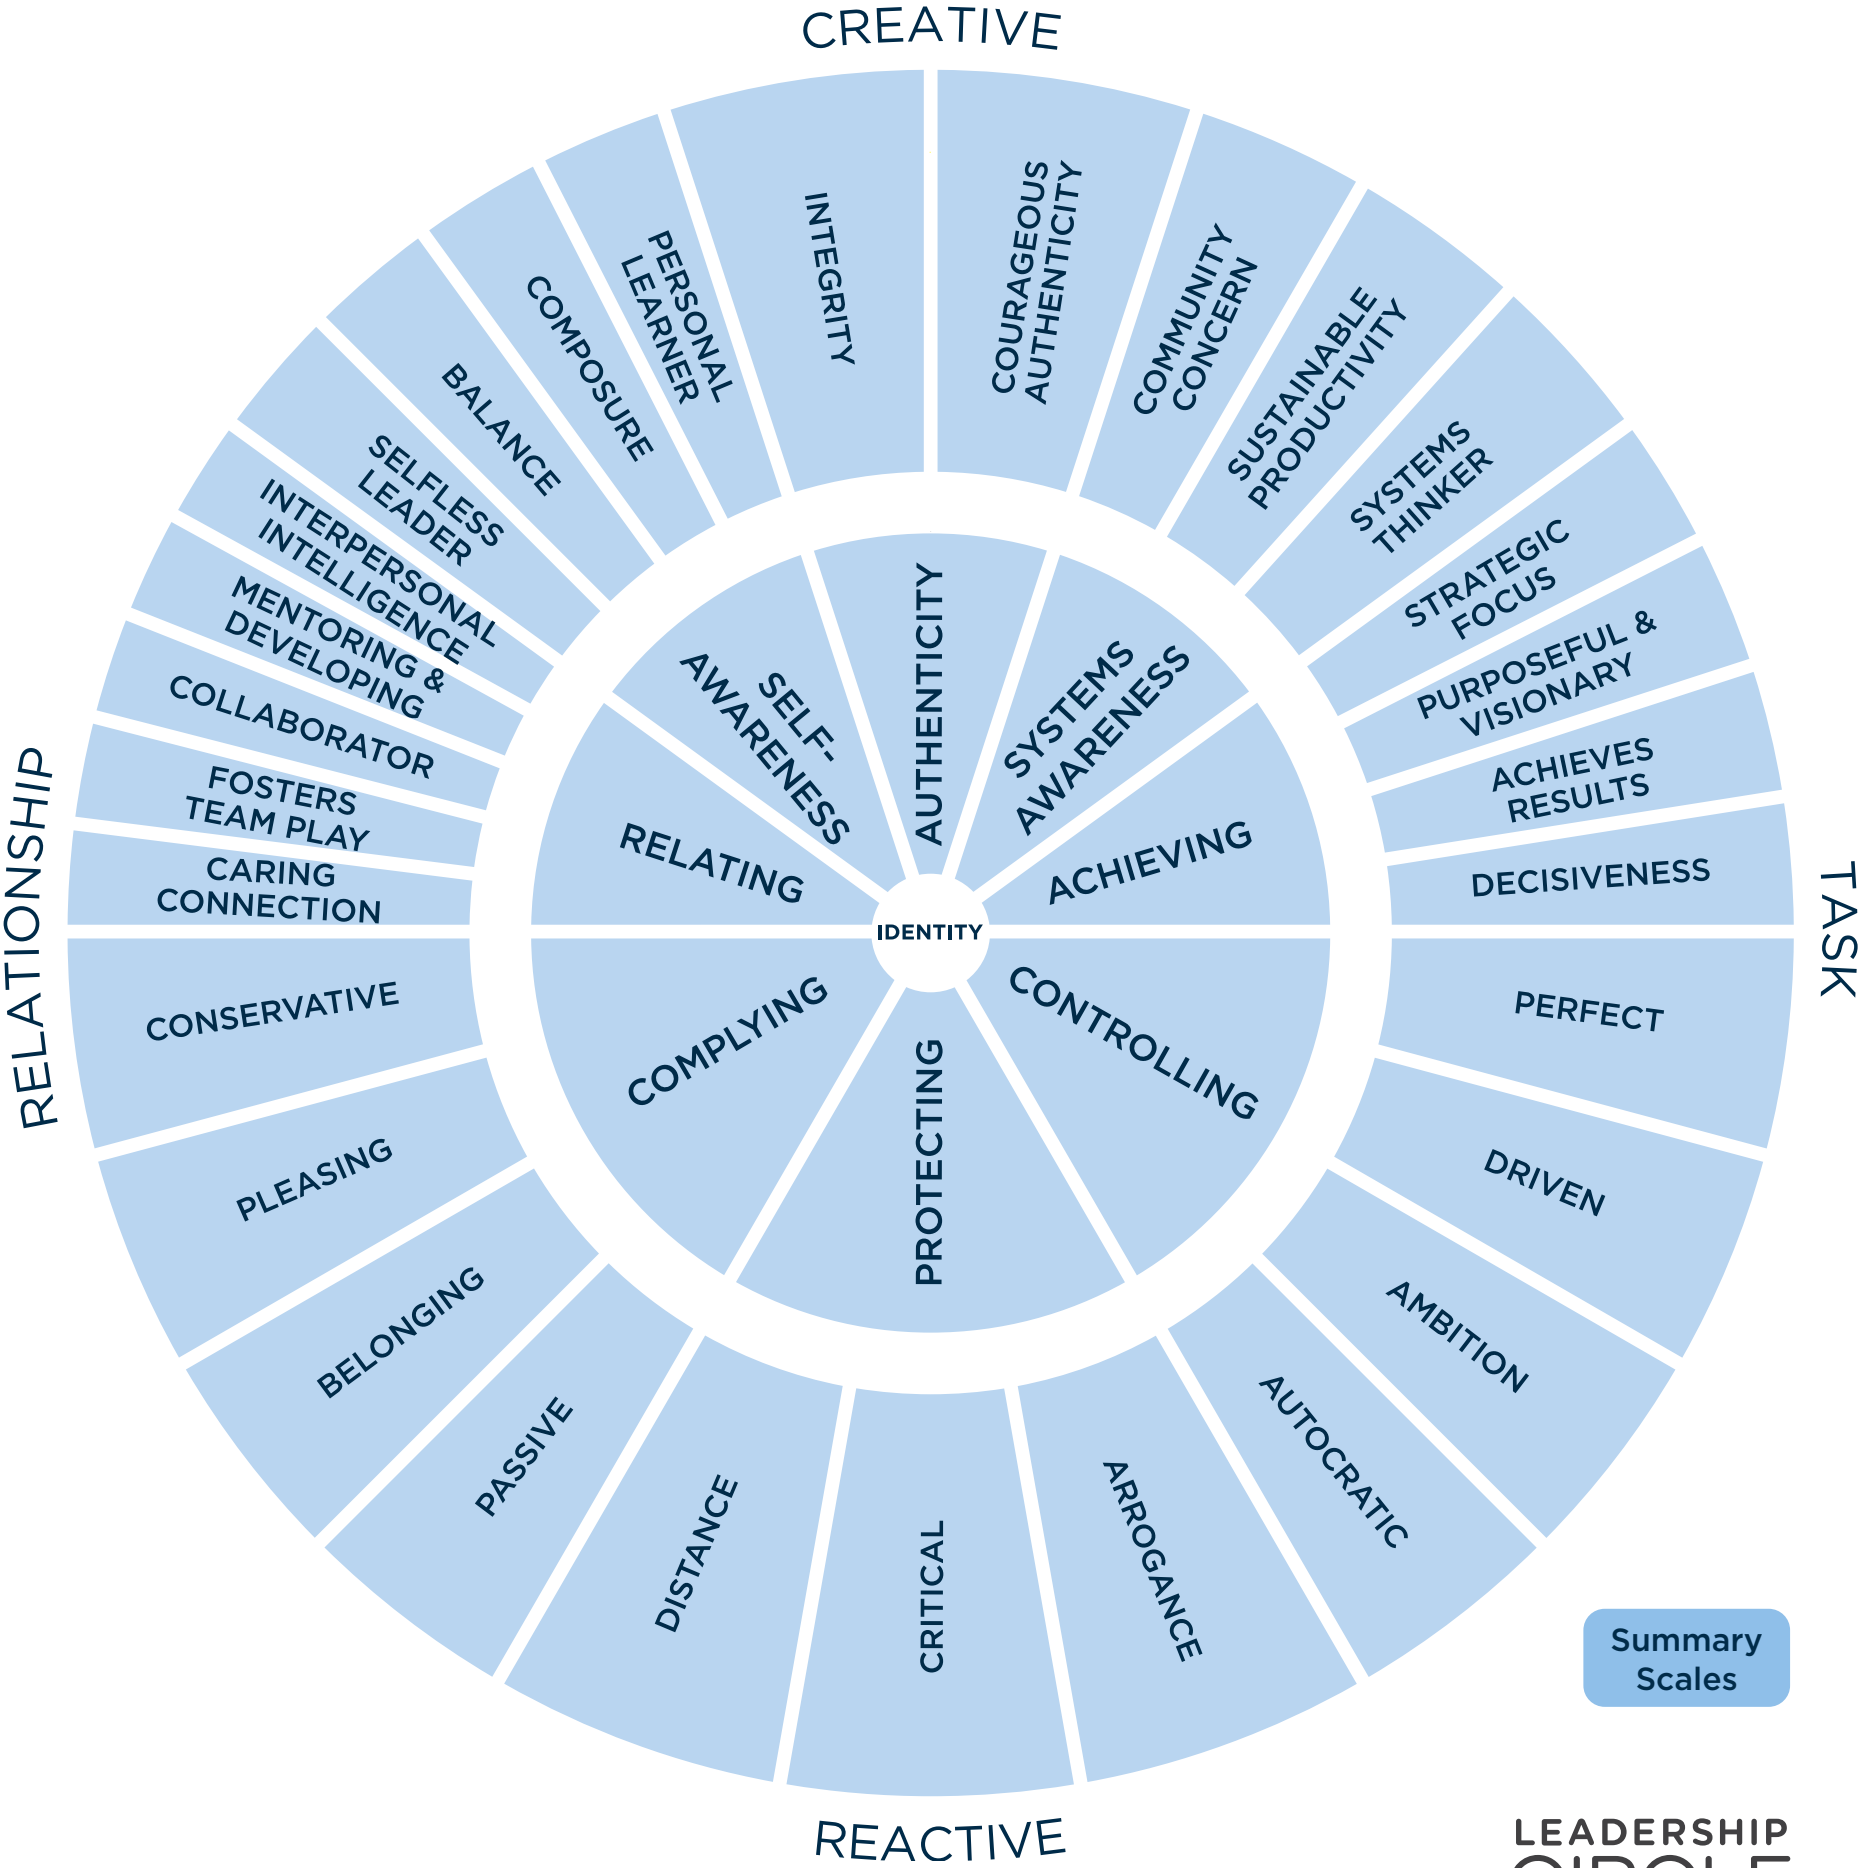 CREATIVE
INTEGRITY
COURAGEOUS
AUTHENTICITY
COMMUNITY
CONCERN
SUSTAINABLE
PRODUCTIVITY
SYSTEMS
THINKER
STRATEGIC
FOCUS
PURPOSEFUL &
VISIONARY
ACHIEVES
RESULTS
DECISIVENESS
TASK
PERFECT
DRIVEN
AMBITION
AUTOCRATIC
ARROGANCE
CRITICAL
DISTANCE
PASSIVE
BELONGING
PLEASING
CONSERVATIVE
RELATIONSHIP
CARING
CONNECTION
FOSTERS
TEAM PLAY
COLLABORATOR
MENTORING &
DEVELOPING
INTERPERSONAL
INTELLIGENCE
SELFLESS
LEADER
BALANCE
COMPOSURE
PERSONAL
LEARNER
SELF-
AWARENESS
AUTHENTICITY
SYSTEMS
AWARENESS
RELATING
ACHIEVING
IDENTITY
COMPLYING
PROTECTING
CONTROLLING
REACTIVE
Summary
Scales
LEADERSHIP
CIRCLE